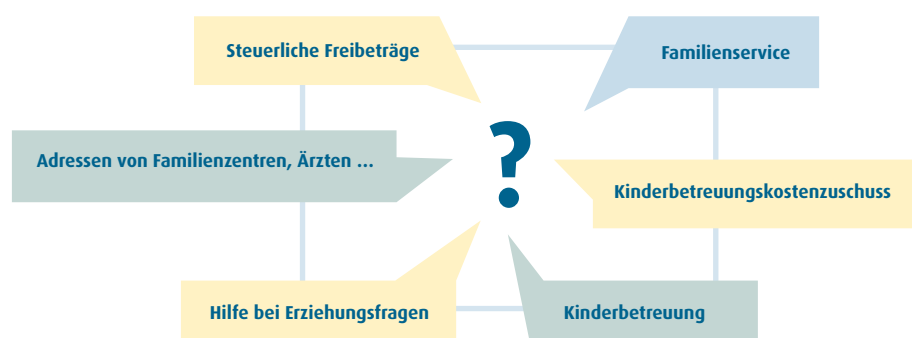 Steuerliche Freibeträge
Familienservice
Adressen von Familienzentren, Ärzten ...
?
Kinderbetreuungskostenzuschuss
Hilfe bei Erziehungsfragen
Kinderbetreuung